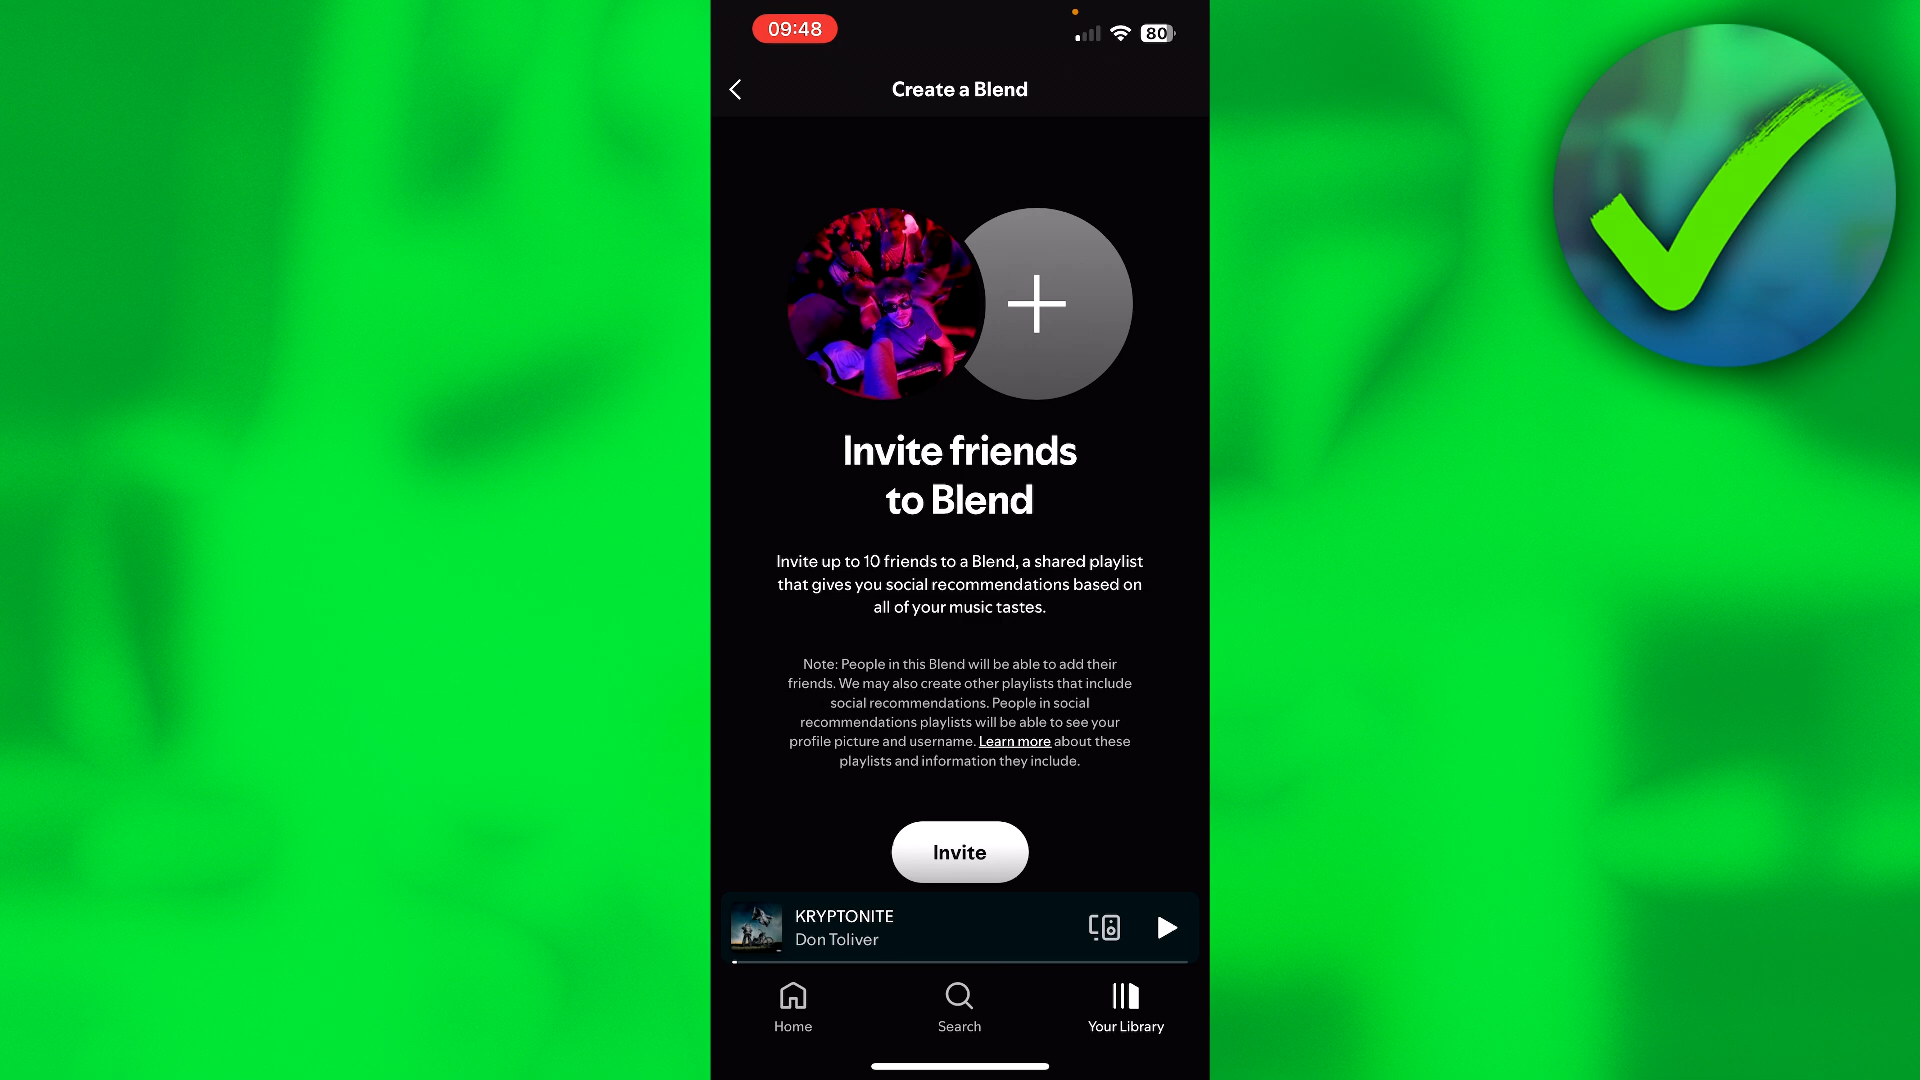 09:48
80
Create a Blend
Invite friends
to Blend
Invite up to 10 friends to a Blend, a shared playlist
that gives you social recommendations based on
all of your music tastes.
Note: People in this Blend will be able to add their
friends. We may also create other playlists that include
social recommendations. People in social
recommendations playlists will be able to see your
profile picture and username. Learn more about these
playlists and information they include.
Invite
KRYPTONITE
Don Toliver
Home
Search
Your Library